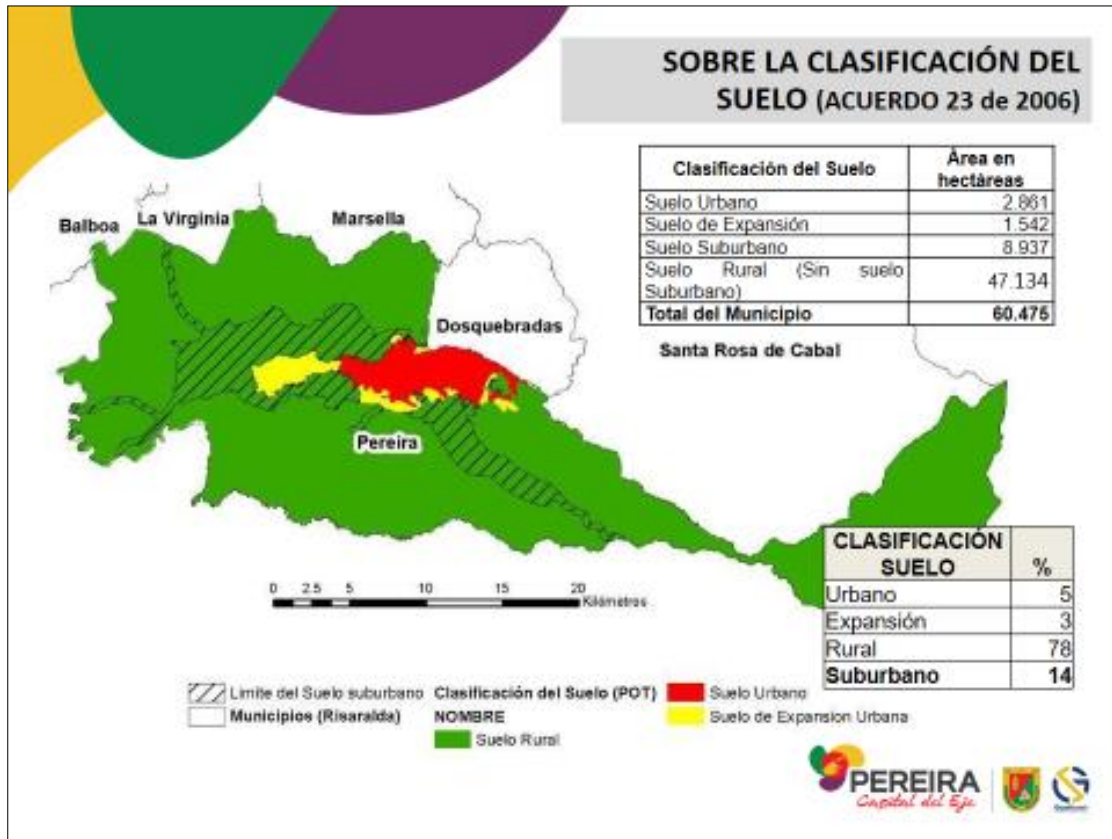 SOBRE LA CLASIFICACIÓN DEL
SUELO (ACUERDO 23 de 2006)
Clasificación del Suelo Área en
hectáreas
Suelo Urbano 2.861
Suelo de Expansión 1.542
Suelo Suburbano 8.937
Suelo Rural (Sin suelo
Suburbano) 47.134
Total del Municipio 60.475
Balboa
La Virginia
Marsella
Dosquebradas
Santa Rosa de Cabal
Pereira
0 2.5 5 10 15 20
Kilómetros
CLASIFICACIÓN
SUELO %
Urbano 5
Expansión 3
Rural 78
Suburbano 14
Limite del Suelo suburbano
Municipios (Risaralda)
Clasificación del Suelo (POT)
NOMBRE
Suelo Rural
Suelo Urbano
Suelo de Expansion Urbana
PEREIRA
Capital del Eje